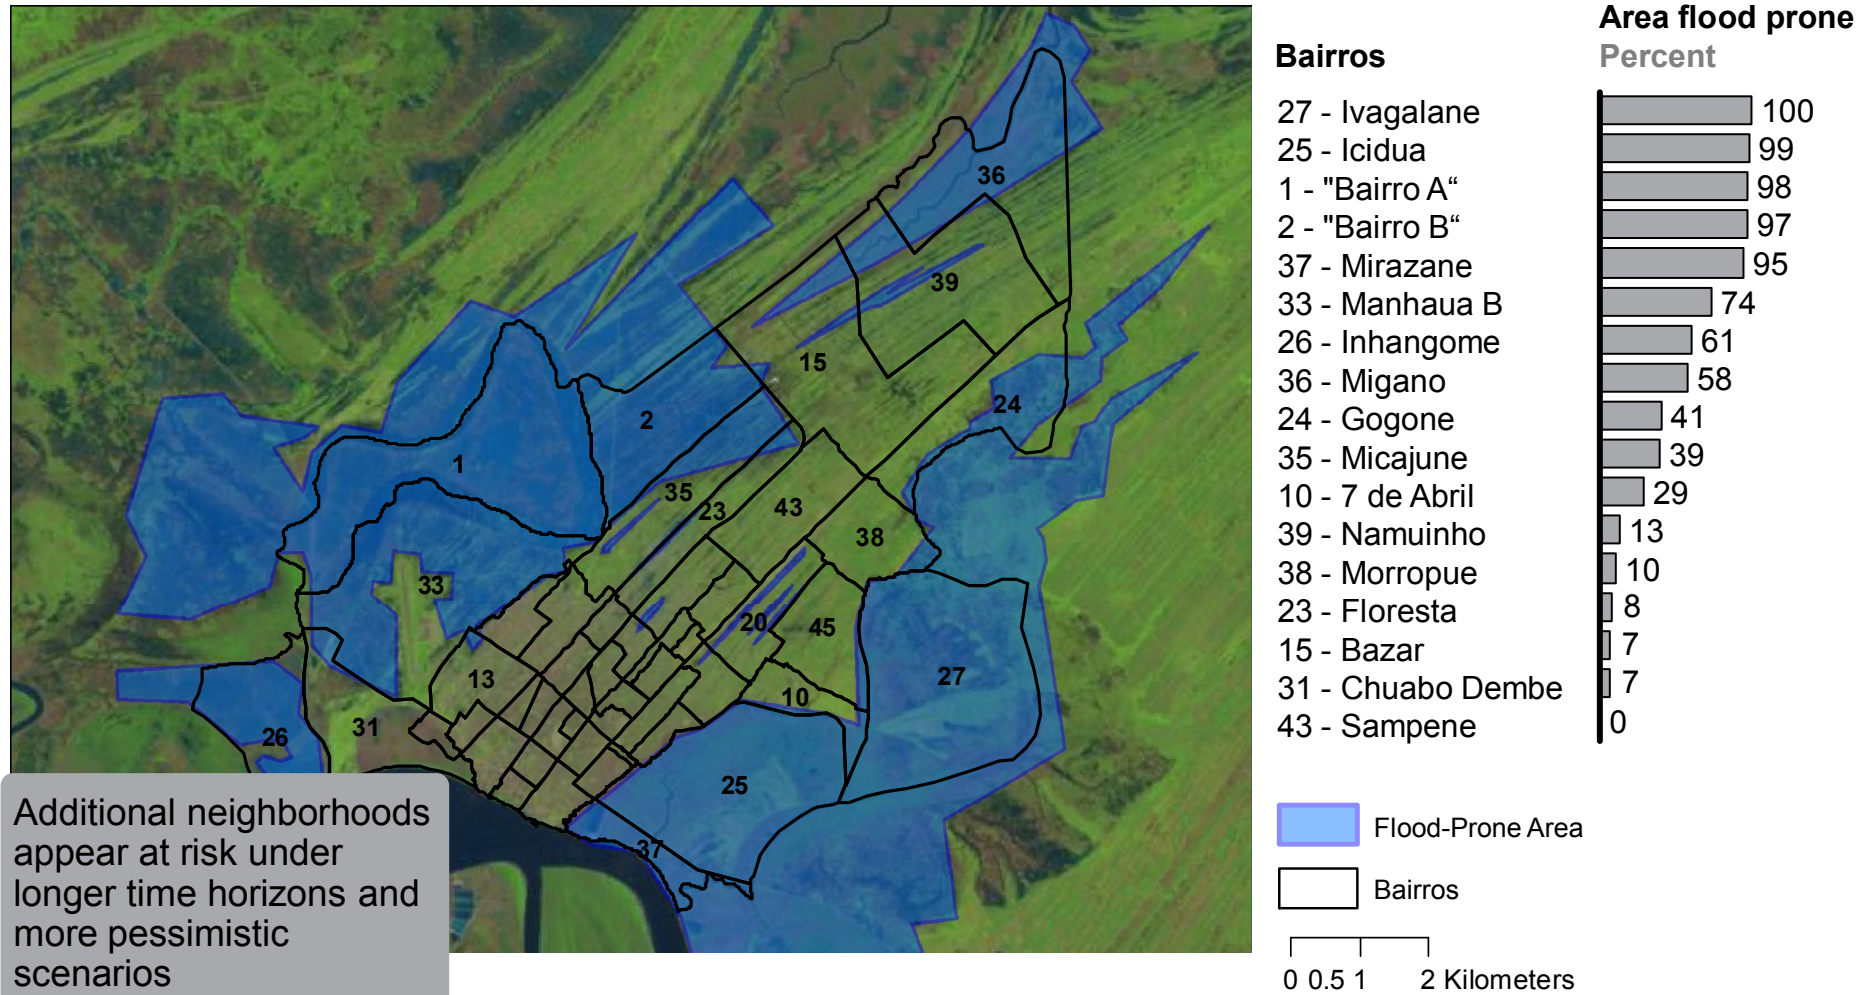 36
39
15
24
2
1
35
23
43
38
33
20
45
13
27
10
31
26
25
37
Additional neighborhoods
appear at risk under
longer time horizons and
more pessimistic
scenarios
Area flood prone
Bairros Percent
27 - Ivagalane 100
25 - Icidua 99
1 - "Bairro A“ 98
2 - "Bairro B“ 97
37 - Mirazane 95
33 - Manhaua B 74
26 - Inhangome 61
36 - Migano 58
24 - Gogone 41
35 - Micajune 39
10 - 7 de Abril 29
39 - Namuinho 13
38 - Morropue 10
23 - Floresta 8
15 - Bazar 7
31 - Chuabo Dembe 7
43 - Sampene 0
Flood-Prone Area
Bairros
0 0.5 1 2 Kilometers